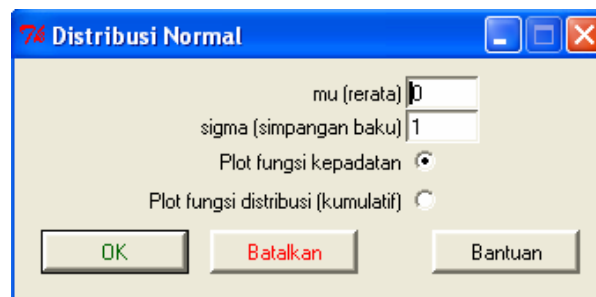 Distribusi Normal
mu (rerata) 0
sigma (simpangan baku) 1
Plot fungsi kepadatan
Plot fungsi distribusi (kumulatif)
OK Batalkan Bantuan